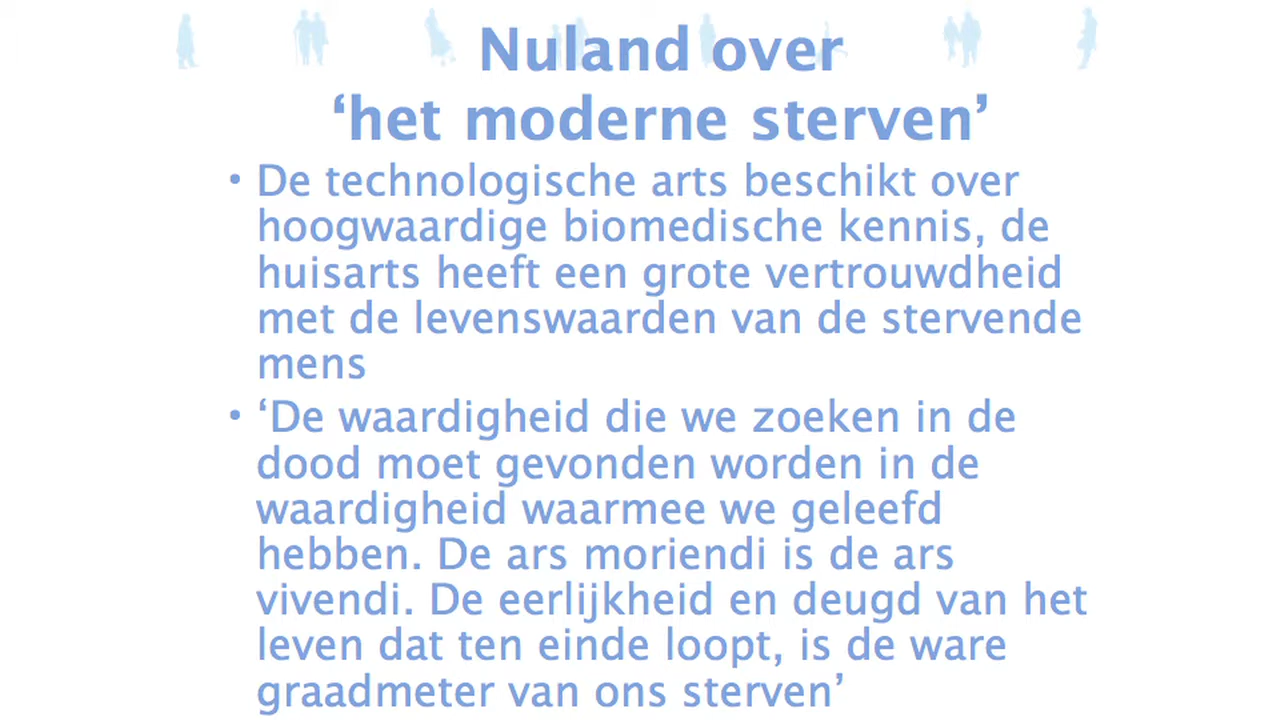 Nuland over
‘het moderne sterven’
• De technologische arts beschikt over
hoogwaardige biomedische kennis, de
huisarts heeft een grote vertrouwdheid
met de levenswaarden van de stervende
mens
• ‘De waardigheid die we zoeken in de
dood moet gevonden worden in de
waardigheid waarmee we geleefd
hebben. De ars moriendi is de ars
vivendi. De eerlijkheid en deugd van het
leven dat ten einde loopt, is de ware
graadmeter van ons sterven’